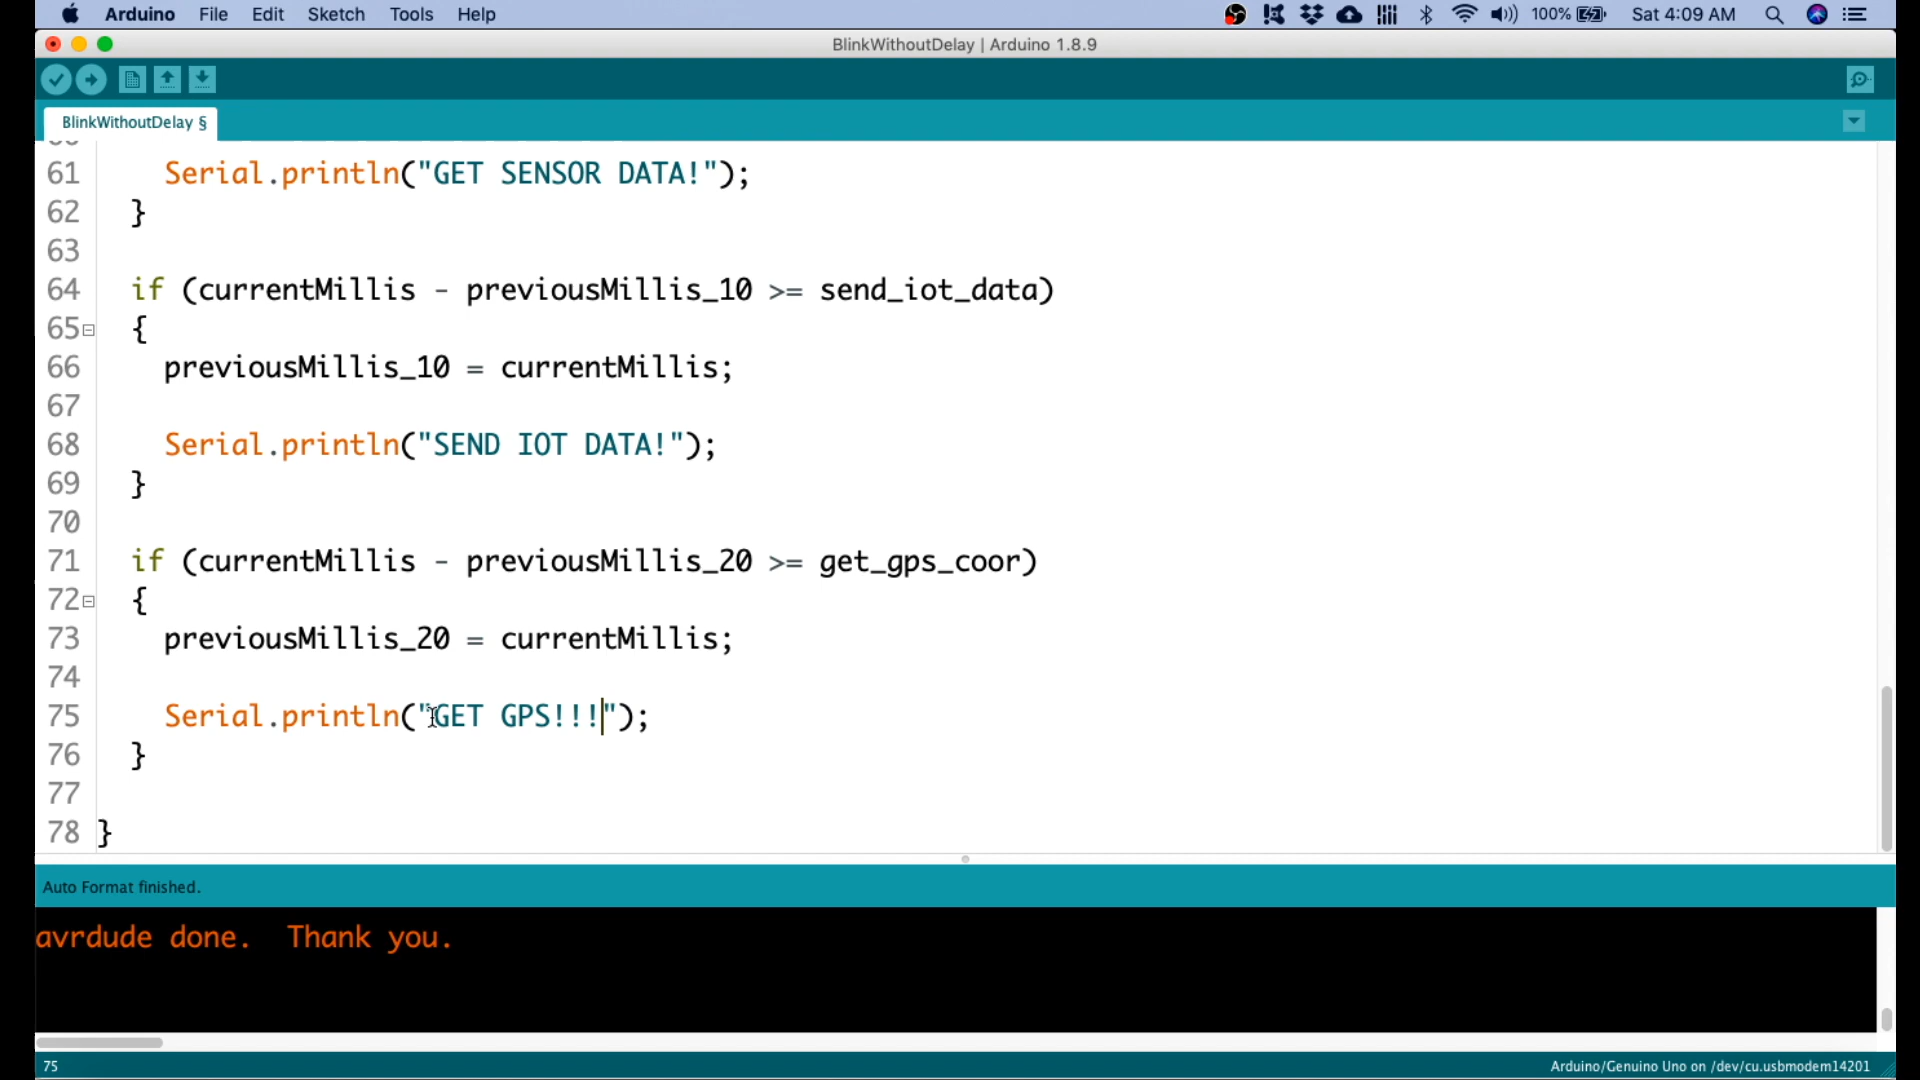 Arduino File Edit Sketch Tools Help 100% Sat 4:09 AM
BlinkWithoutDelay | Arduino 1.8.9
BlinkWithoutDelay §
61 Serial.println("GET SENSOR DATA!");
62 }
63
64 if (currentMillis - previousMillis_10 >= send_iot_data)
65 {
66 previousMillis_10 = currentMillis;
67
68 Serial.println("SEND IOT DATA!");
69 }
70
71 if (currentMillis - previousMillis_20 >= get_gps_coor)
72 {
73 previousMillis_20 = currentMillis;
74
75 Serial.println("GET GPS!!!");
76 }
77
78 }
Auto Format finished.
avrdude done.  Thank you.
75 Arduino/Genuino Uno on /dev/cu.usbmodem14201